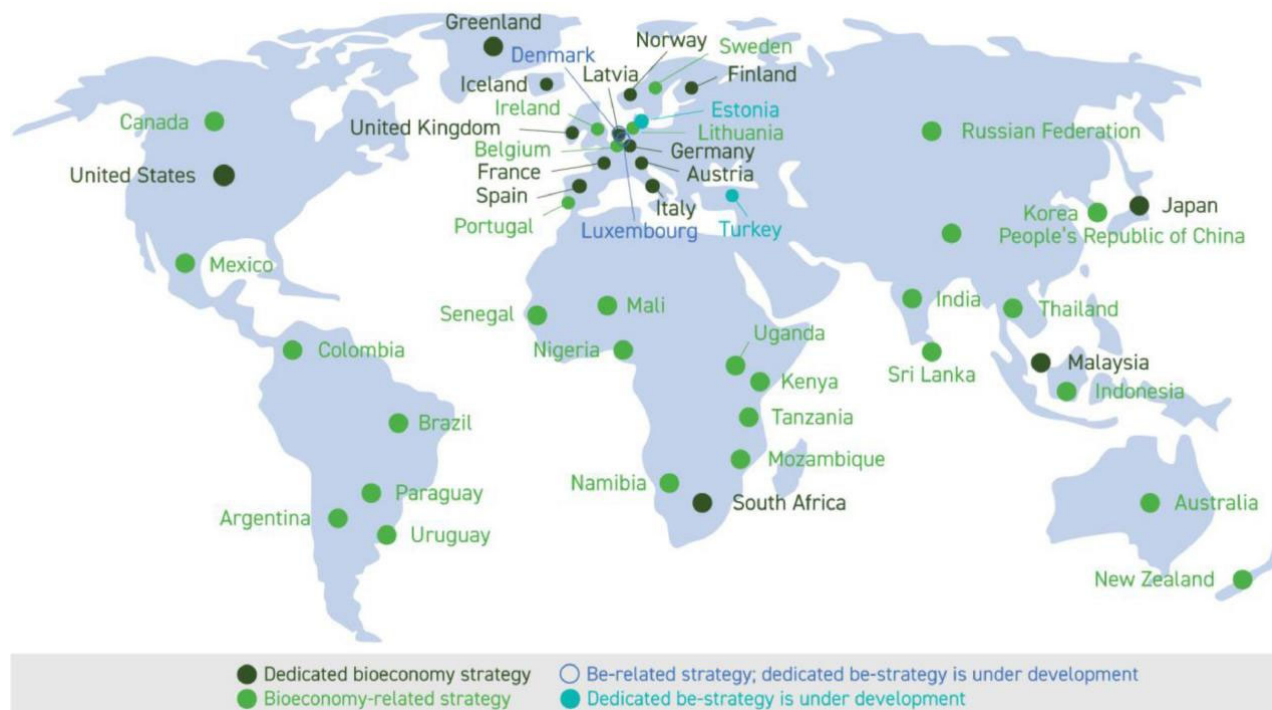 Greenland
Norway
Sweden
Denmark
Latvia
Finland
Iceland
Ireland
Estonia
Canada
United Kingdom
Lithuania
Russian Federation
Belgium
Germany
United States
France
Austria
Spain
Italy
Portugal
Luxembourg
Turkey
Korea
Japan
People's Republic of China
Mexico
Senegal
Mali
India
Thailand
Colombia
Nigeria
Uganda
Sri Lanka
Malaysia
Kenya
Indonesia
Brazil
Tanzania
Mozambique
Namibia
Paraguay
South Africa
Australia
Argentina
Uruguay
New Zealand
Dedicated bioeconomy strategy
Be-related strategy; dedicated be-strategy is under development
Bioeconomy-related strategy
Dedicated be-strategy is under development